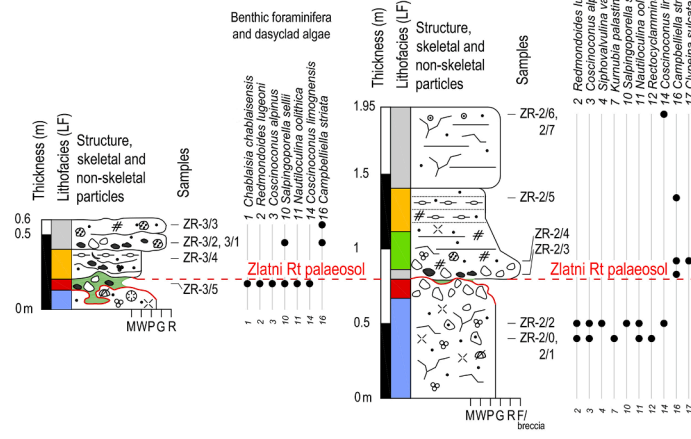 Benthic foraminifera
and dasyclad algae
Thickness (m)
Lithofacies (LF)
Structure,
skeletal and
non-skeletal
particles
Samples
1 Chablaisia chablaisensis
2 Redmondoides lugeoni
3 Coscinoconus alpinus
10 Salpingoporella sellii
11 Nautiloculina oolithica
14 Coscinoconus limognensis
16 Campbelliella striata
0.6
0.5
0 m
ZR-3/3
ZR-3/2, 3/1
ZR-3/4
ZR-3/5
Zlatni Rt palaeosol
M W P G R
1
2
3
10
11
14
16
Thickness (m)
Lithofacies (LF)
Structure,
skeletal and
non-skeletal
particles
Samples
2 Redmondoides lu
3 Coscinoconus alp
4 Siphovalvulina va
7 Kurnubia palastin
10 Salpingoporella s
11 Nautiloculina ool
12 Rectocyclammin
14 Coscinoconus lim
16 Campbelliella stri
17 Clypeina sulcata
1.95
1.5
1
0.5
0 m
ZR-2/6,
2/7
ZR-2/5
ZR-2/4
ZR-2/3
Zlatni Rt palaeosol
ZR-2/2
ZR-2/0,
2/1
M W P G R F/
breccia
2
3
4
7
10
11
12
14
16
17